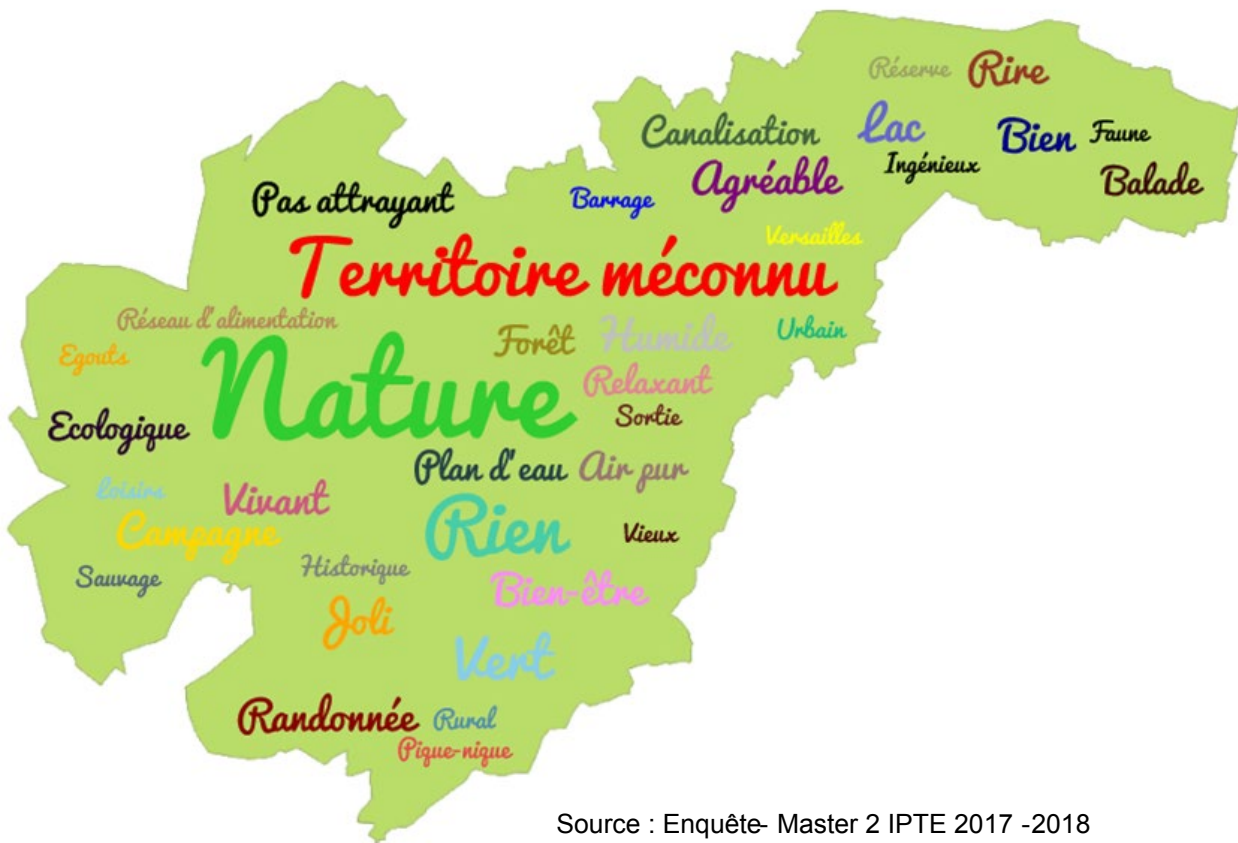 Réserve Rire
Canalisation Lac Bien Faune
Agréable Ingénieux Balade
Pas attrayant Barrage
Versailles
Territoire méconnu
Réseau d'alimentation Forêt Humide Urbain
Egouts
Nature Relaxant
Sortie
Ecologique
Plan d'eau Air pur
Loisirs Vivant
Campagne Rien Vieux
Sauvage Historique
Bien-être
Joli
Vert
Randonnée Rural
Pique-nique
Source : Enquête- Master 2 IPTE 2017 -2018